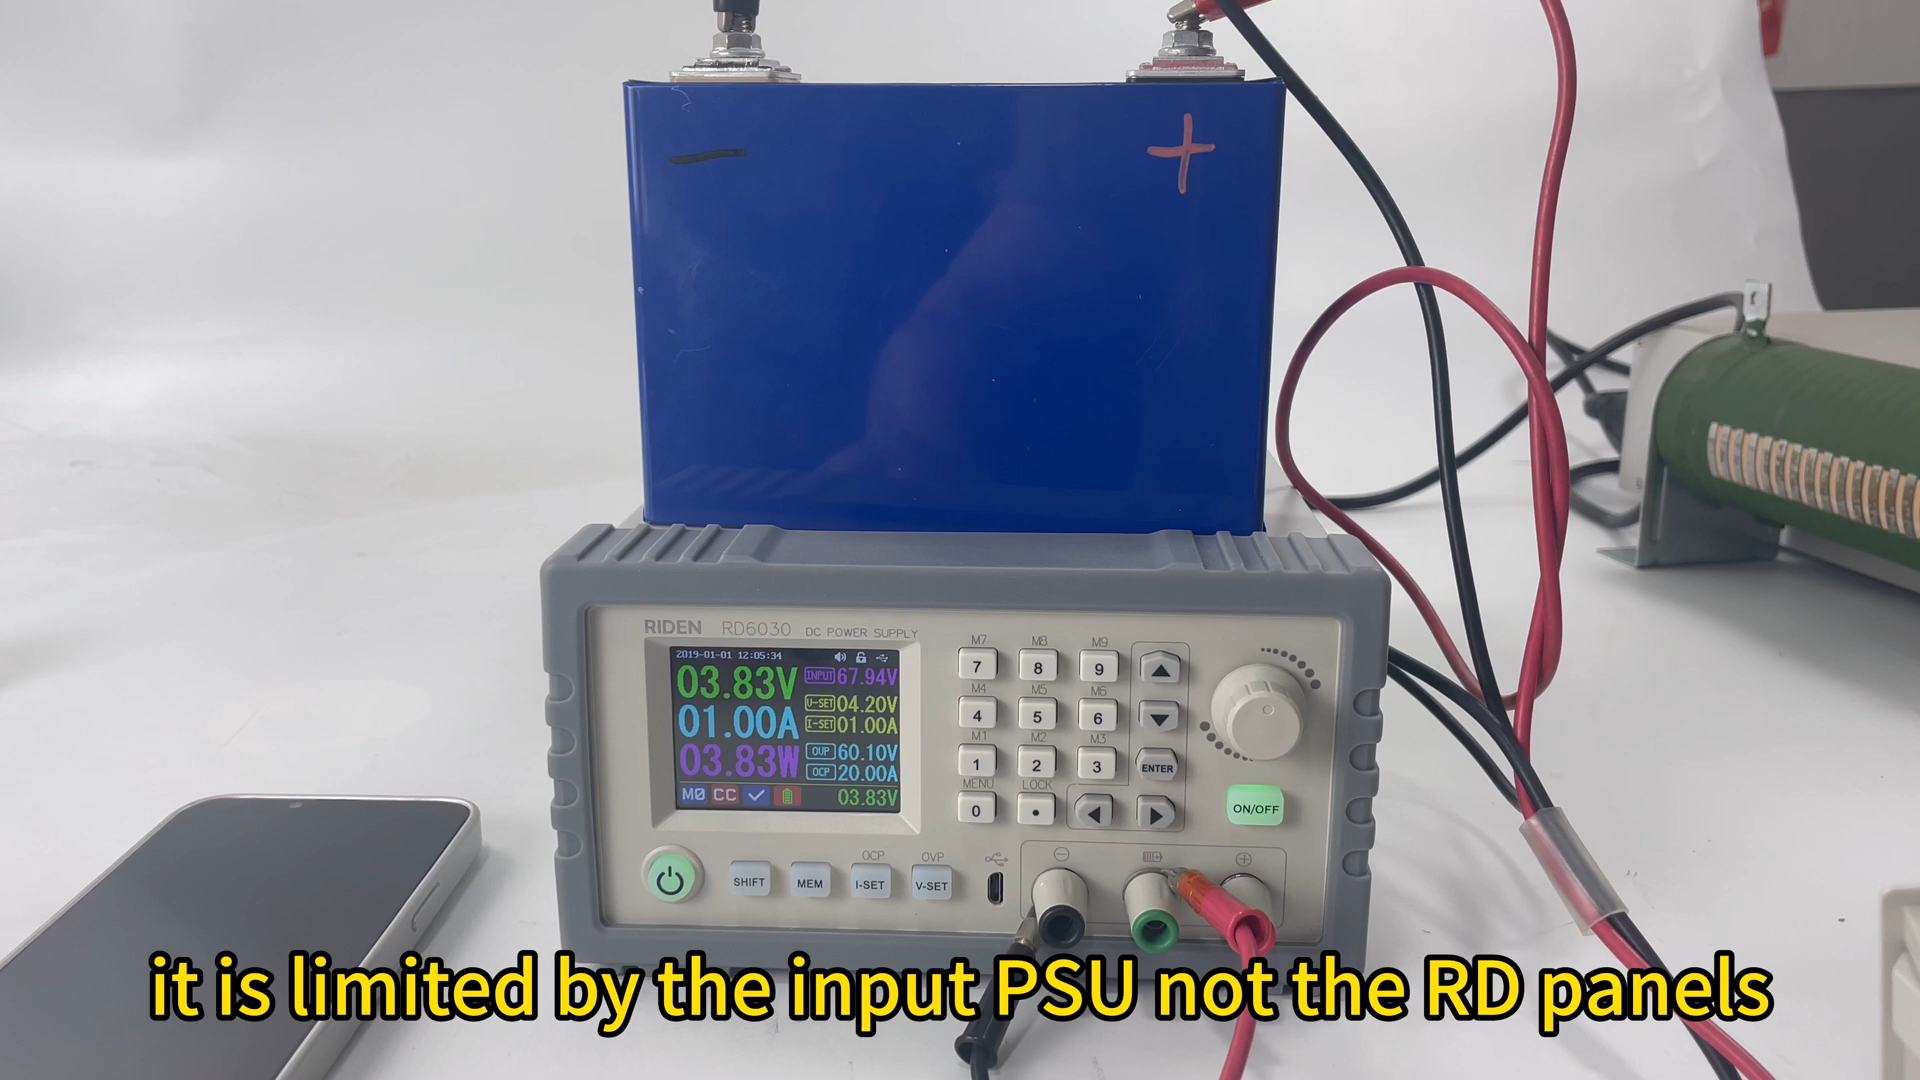 −
+
RIDEN RD6030 DC POWER SUPPLY
2019-01-01 12:05:34
03.83V
01.00A
03.83W
INPUT 67.94V
V-SET 04.20V
I-SET 01.00A
OVP 60.10V
OCP 20.00A
M0 CC 03.83V
M7 M8 M9
7 8 9
M4 M5 M6
4 5 6
M1 M2 M3
1 2 3 ENTER
MENU LOCK
0 •
ON/OFF
OCP OVP
SHIFT MEM I-SET V-SET
it is limited by the input PSU not the RD panels